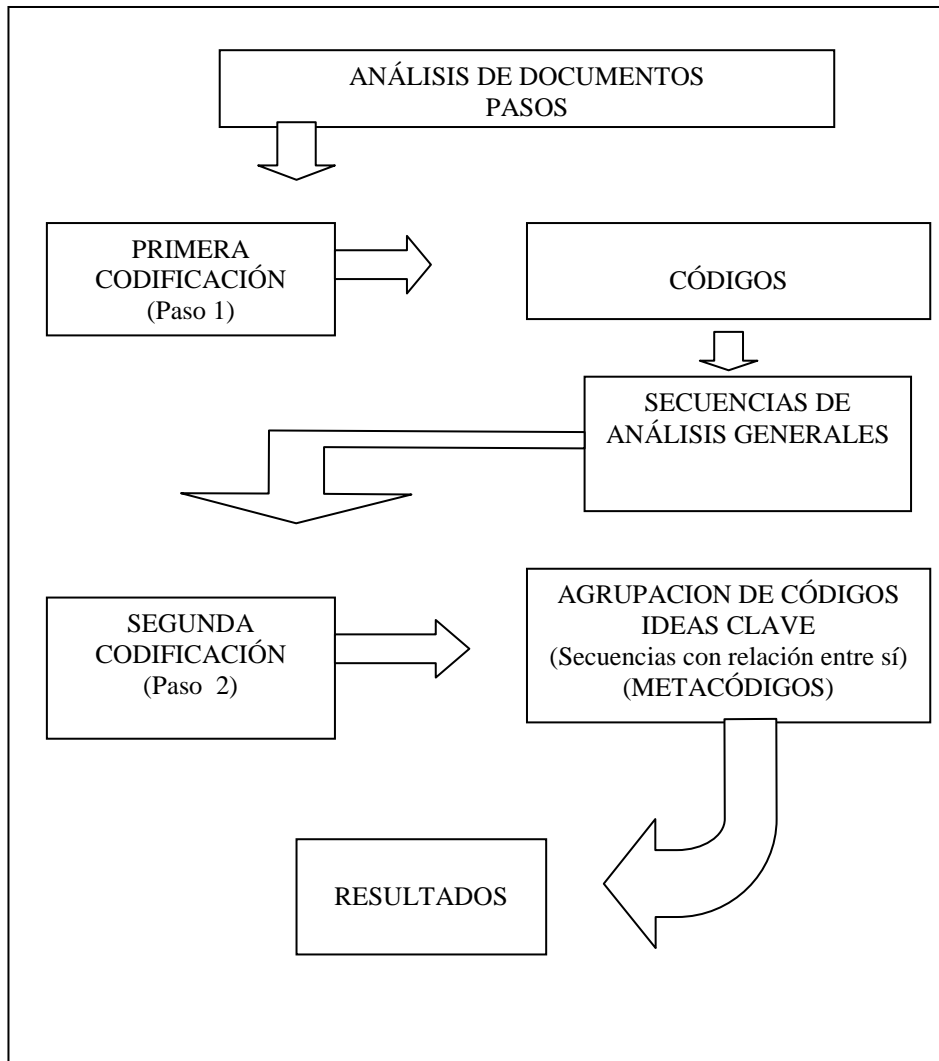 ANÁLISIS DE DOCUMENTOS
PASOS
PRIMERA
CODIFICACIÓN
(Paso 1)
CÓDIGOS
SECUENCIAS DE
ANÁLISIS GENERALES
SEGUNDA
CODIFICACIÓN
(Paso 2)
AGRUPACION DE CÓDIGOS
IDEAS CLAVE
(Secuencias con relación entre sí)
(METACÓDIGOS)
RESULTADOS